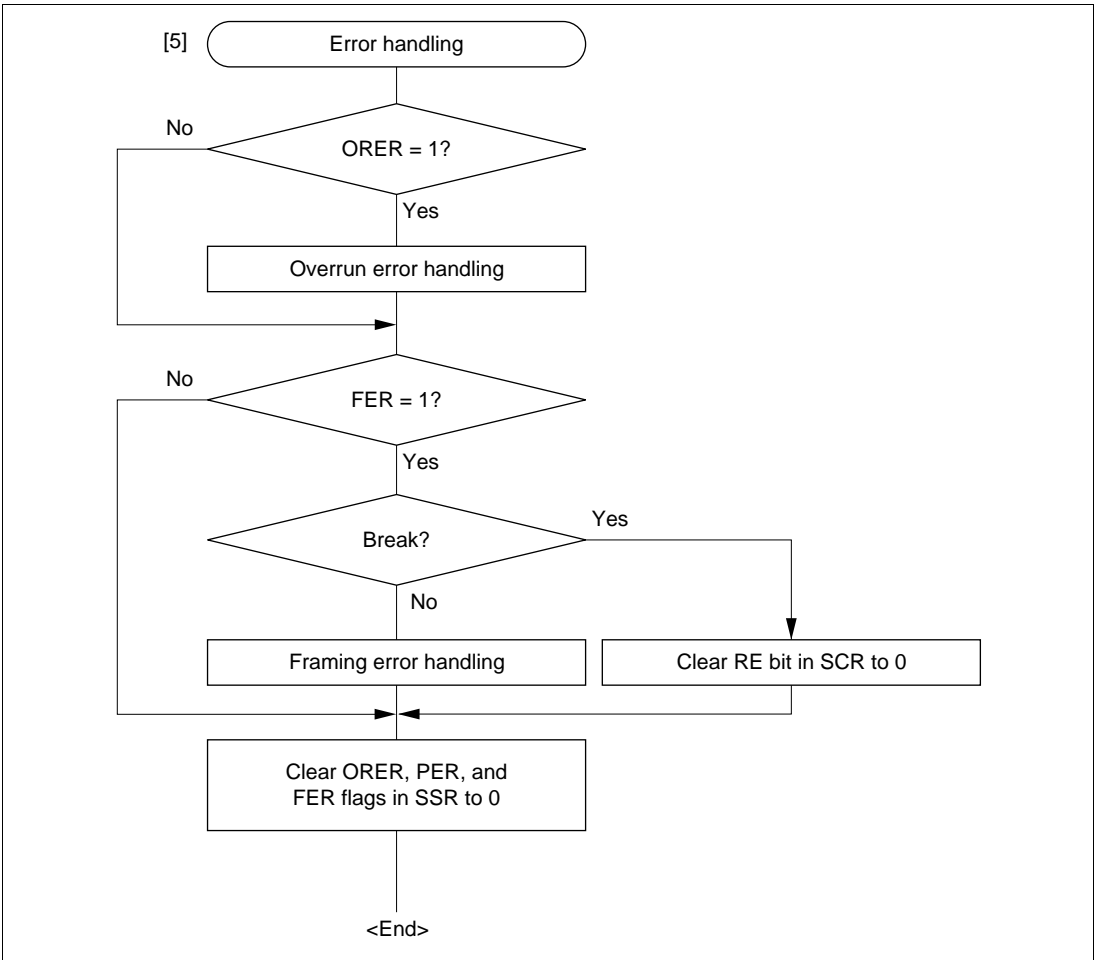 [5] Error handling
No
ORER = 1?
Yes
Overrun error handling
No
FER = 1?
Yes
Break?
Yes
No
Framing error handling
Clear RE bit in SCR to 0
Clear ORER, PER, and
FER flags in SSR to 0
<End>